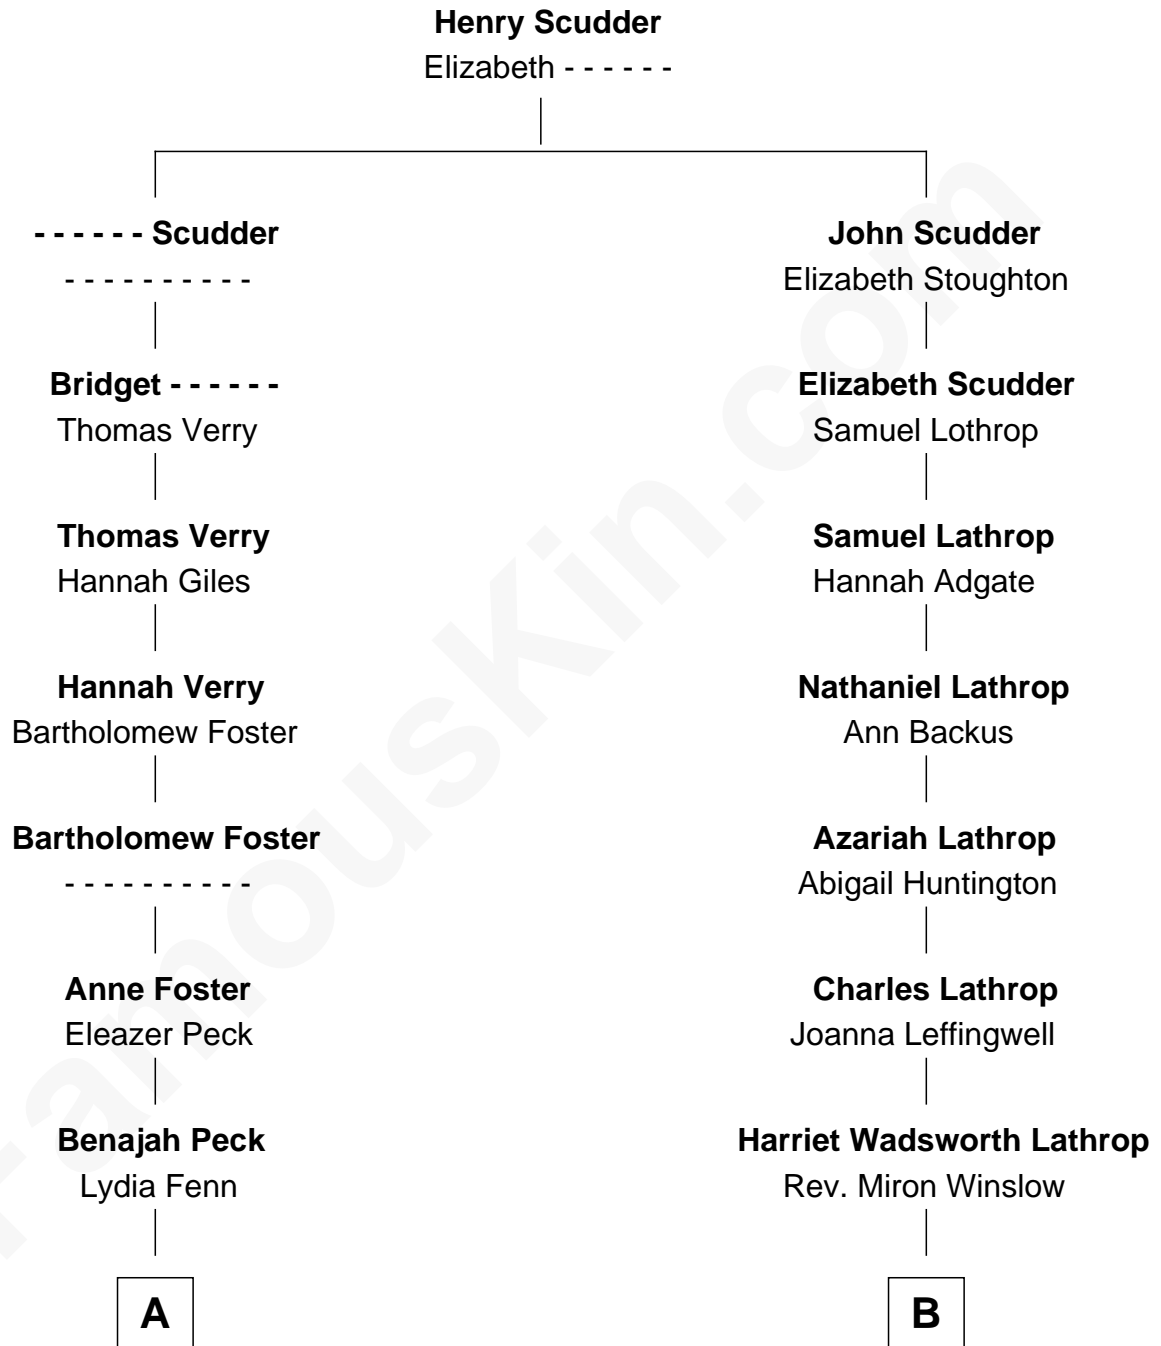 Henry Scudder
Elizabeth - - - - - -
- - - - - - Scudder
- - - - - - - - - -
John Scudder
Elizabeth Stoughton
Bridget - - - - - -
Thomas Verry
Elizabeth Scudder
Samuel Lothrop
Thomas Verry
Hannah Giles
Samuel Lathrop
Hannah Adgate
Hannah Verry
Bartholomew Foster
Nathaniel Lathrop
Ann Backus
Bartholomew Foster
- - - - - - - - - -
Azariah Lathrop
Abigail Huntington
Anne Foster
Eleazer Peck
Charles Lathrop
Joanna Leffingwell
Benajah Peck
Lydia Fenn
Harriet Wadsworth Lathrop
Rev. Miron Winslow
A
B
FamousKin.com